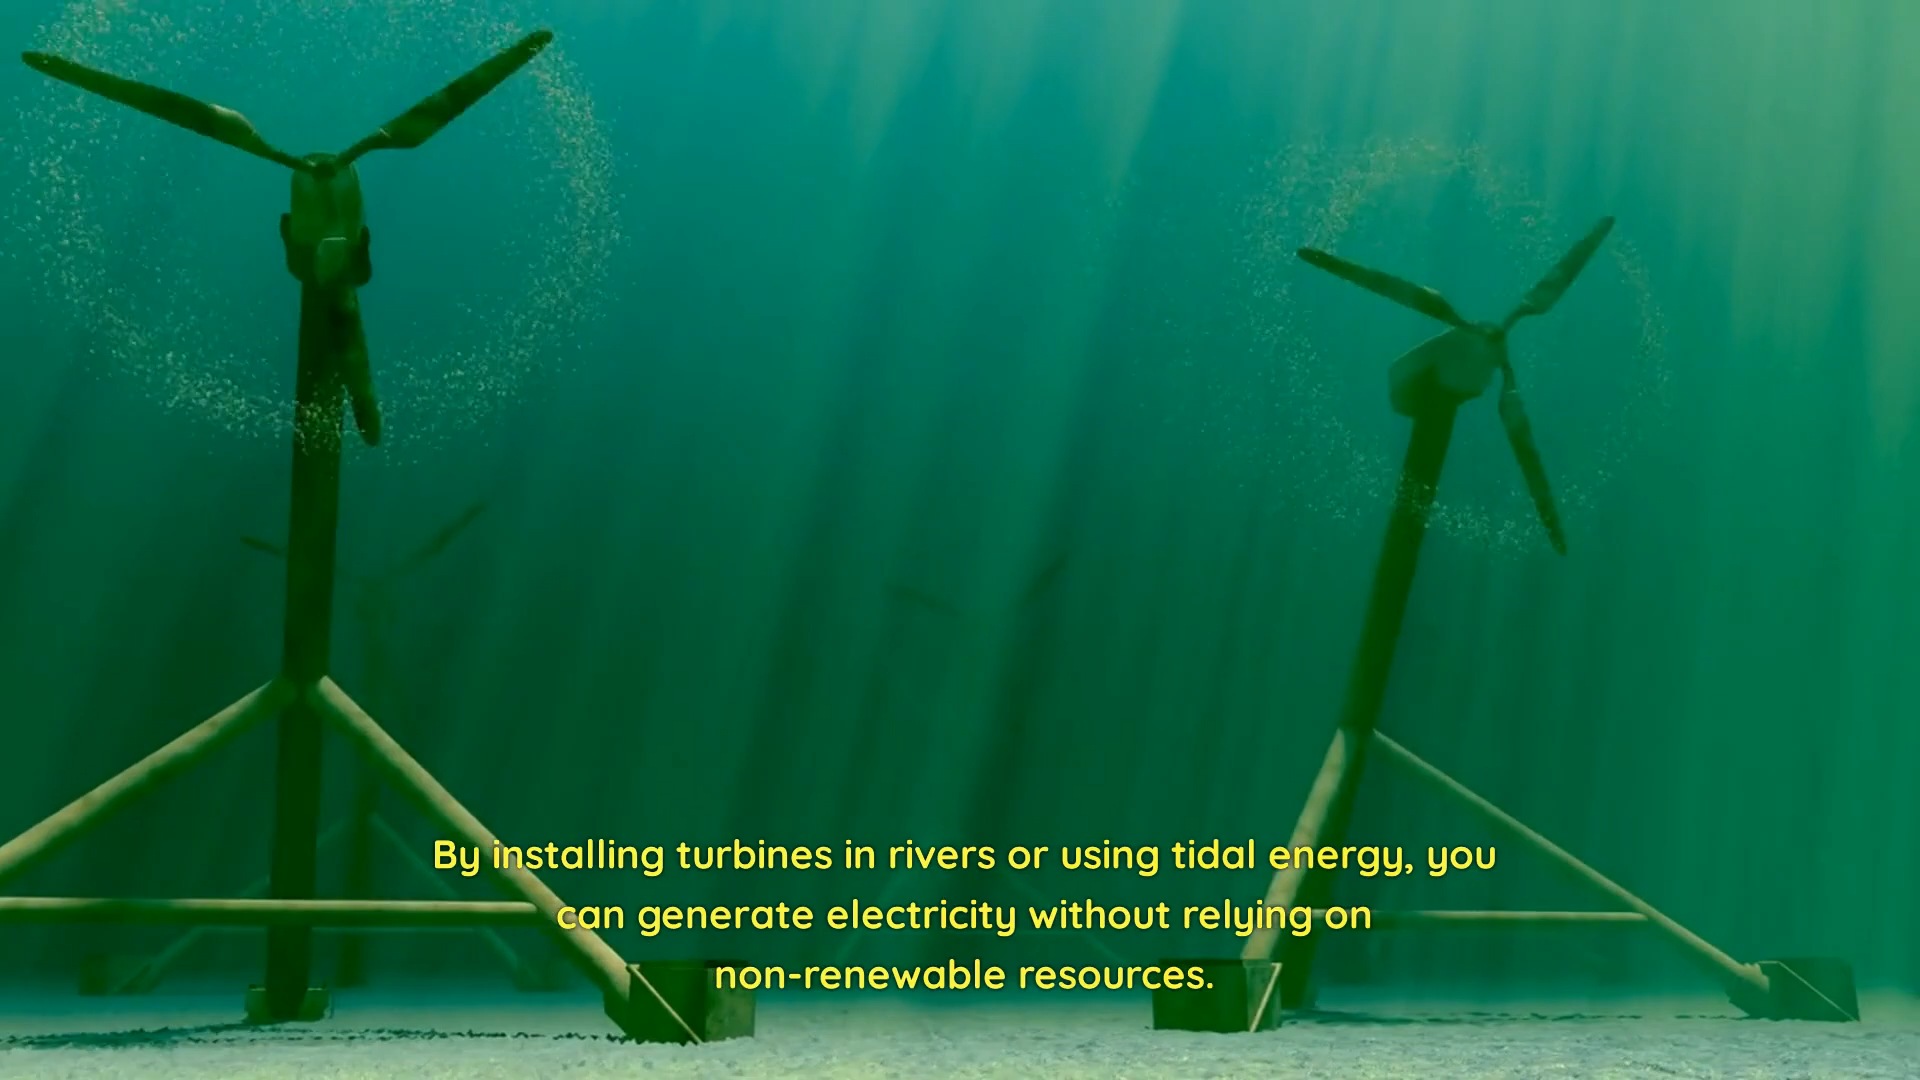 By installing turbines in rivers or using tidal energy, you
can generate electricity without relying on
non-renewable resources.